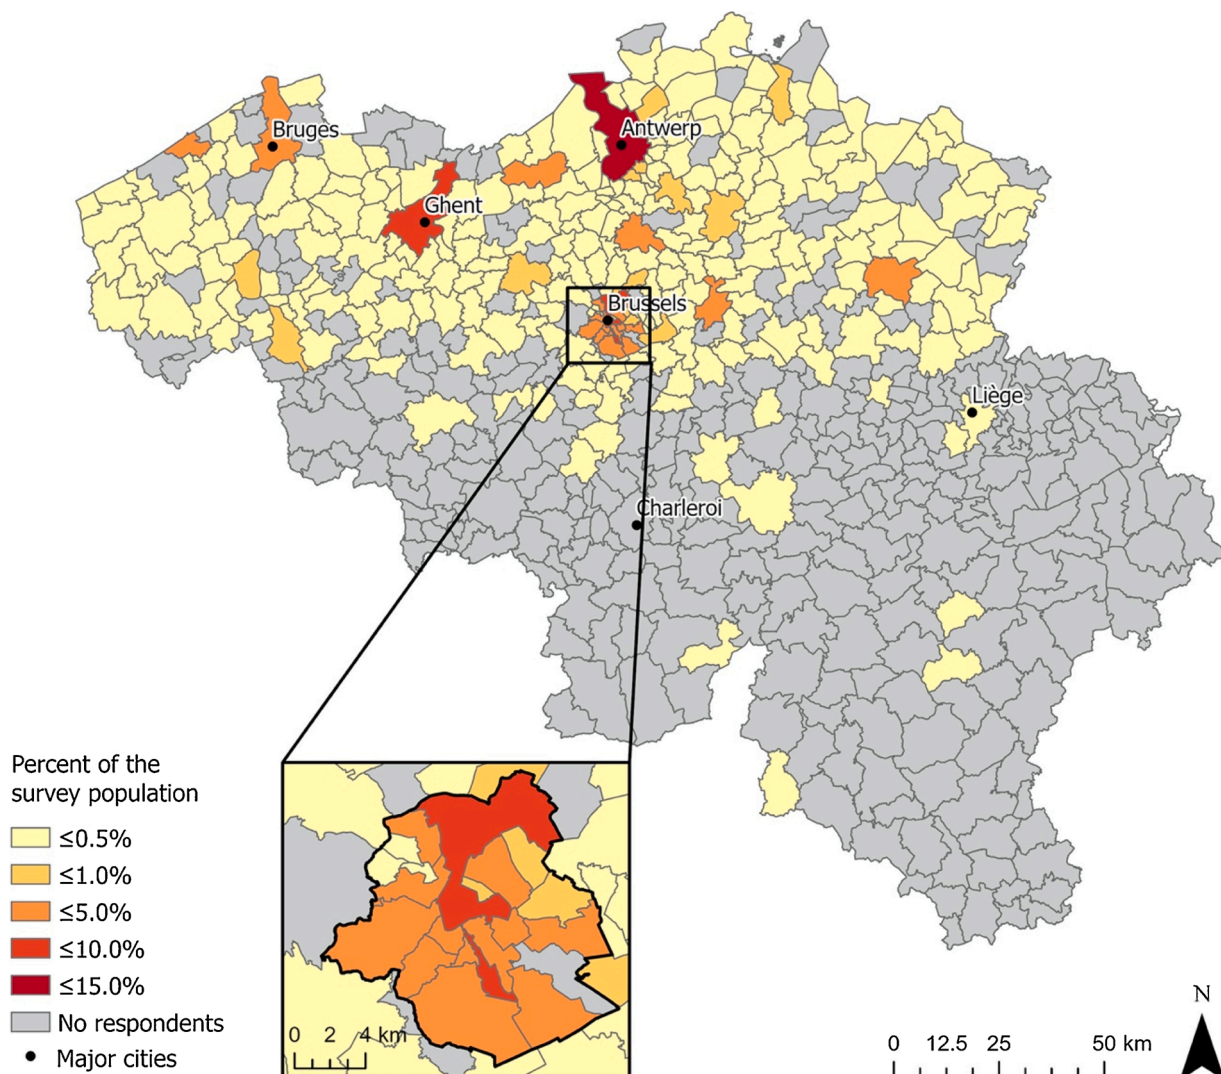 Bruges
Antwerp
Ghent
Brussels
Liège
Charleroi
Percent of the
survey population
≤0.5%
≤1.0%
≤5.0%
≤10.0%
≤15.0%
No respondents
Major cities
0 2 4 km
N
0 12.5 25 50 km